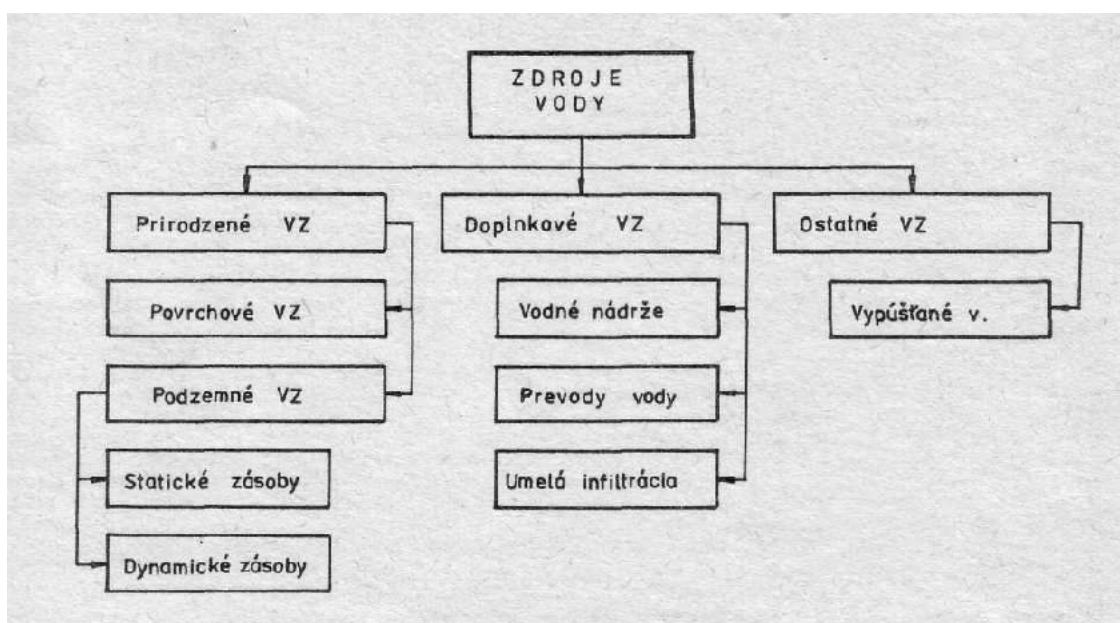 ZDROJE
VODY
Prirodzené VZ
Doplnkové VZ
Ostatné VZ
Povrchové VZ
Vodné nádrže
Vypúšťané v.
Podzemné VZ
Prevody vody
Statické zásoby
Umelá infiltrácia
Dynamické zásoby